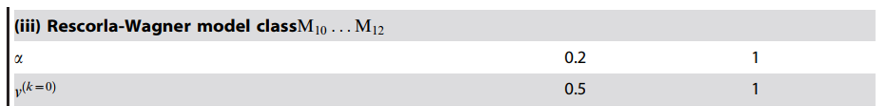 (iii) Rescorla-Wagner model classM₁₀ … M₁₂
α 0.2 1
ν⁽ᵏ⁼⁰⁾ 0.5 1